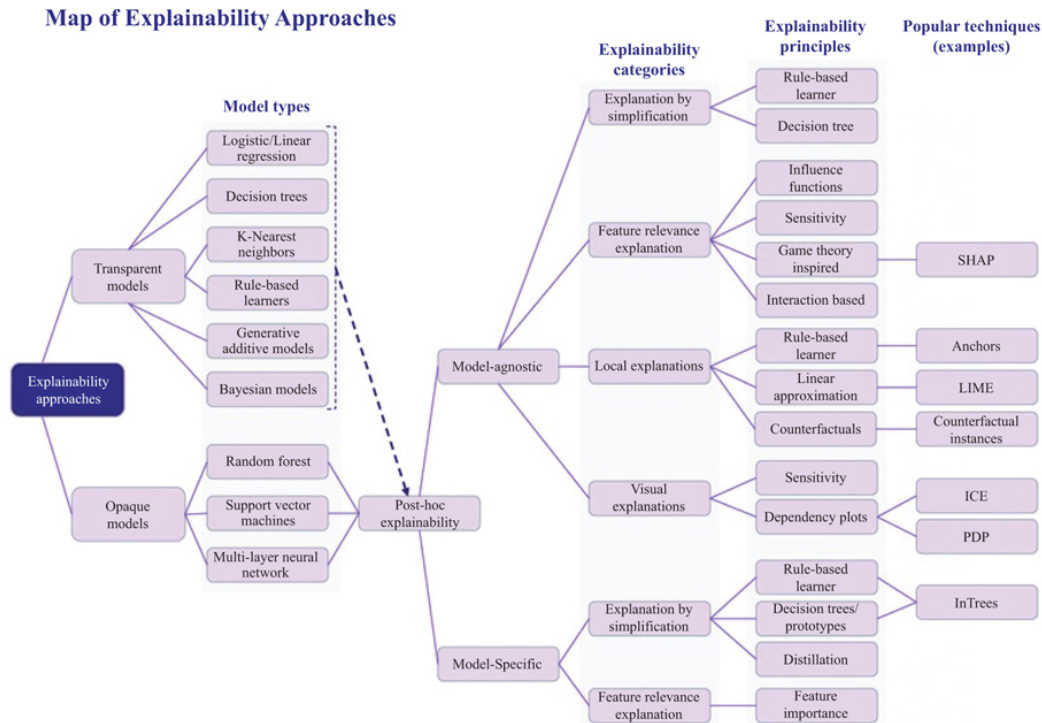 Map of Explainability Approaches
Model types
Explainability
categories
Explainability
principles
Popular techniques
(examples)
Explainability
approaches
Transparent
models
Opaque
models
Logistic/Linear
regression
Decision trees
K-Nearest
neighbors
Rule-based
learners
Generative
additive models
Bayesian models
Random forest
Support vector
machines
Multi-layer neural
network
Post-hoc
explainability
Model-agnostic
Model-Specific
Explanation by
simplification
Feature relevance
explanation
Local explanations
Visual
explanations
Explanation by
simplification
Feature relevance
explanation
Rule-based
learner
Decision tree
Influence
functions
Sensitivity
Game theory
inspired
Interaction based
Rule-based
learner
Linear
approximation
Counterfactuals
Sensitivity
Dependency plots
Rule-based
learner
Decision trees/
prototypes
Distillation
Feature
importance
SHAP
Anchors
LIME
Counterfactual
instances
ICE
PDP
InTrees